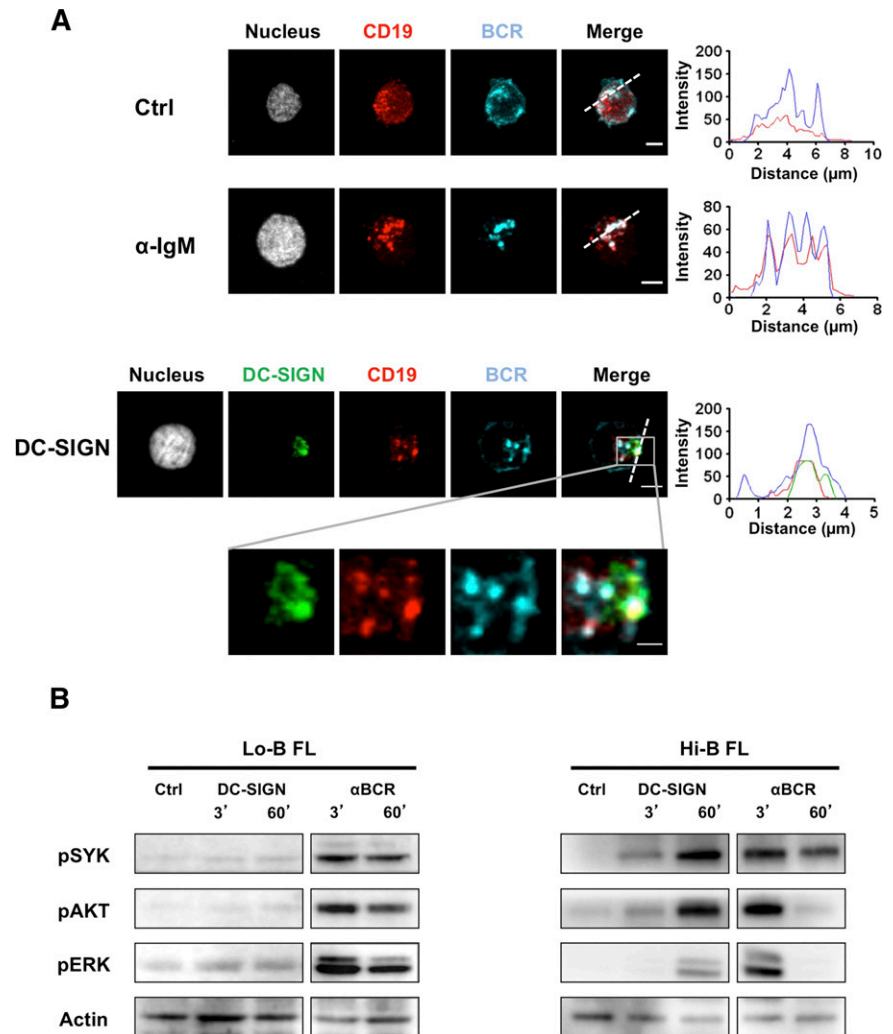 A
Nucleus CD19 BCR Merge
Ctrl
Intensity
200
150
100
50
0
0 2 4 6 8 10
Distance (µm)
α-IgM
Intensity
80
60
40
20
0
0 2 4 6 8
Distance (µm)
Nucleus DC-SIGN CD19 BCR Merge
DC-SIGN
Intensity
200
150
100
50
0
0 1 2 3 4 5
Distance (µm)
B
Lo-B FL Hi-B FL
Ctrl DC-SIGN αBCR Ctrl DC-SIGN αBCR
3’ 60’ 3’ 60’ 3’ 60’ 3’ 60’
pSYK
pAKT
pERK
Actin